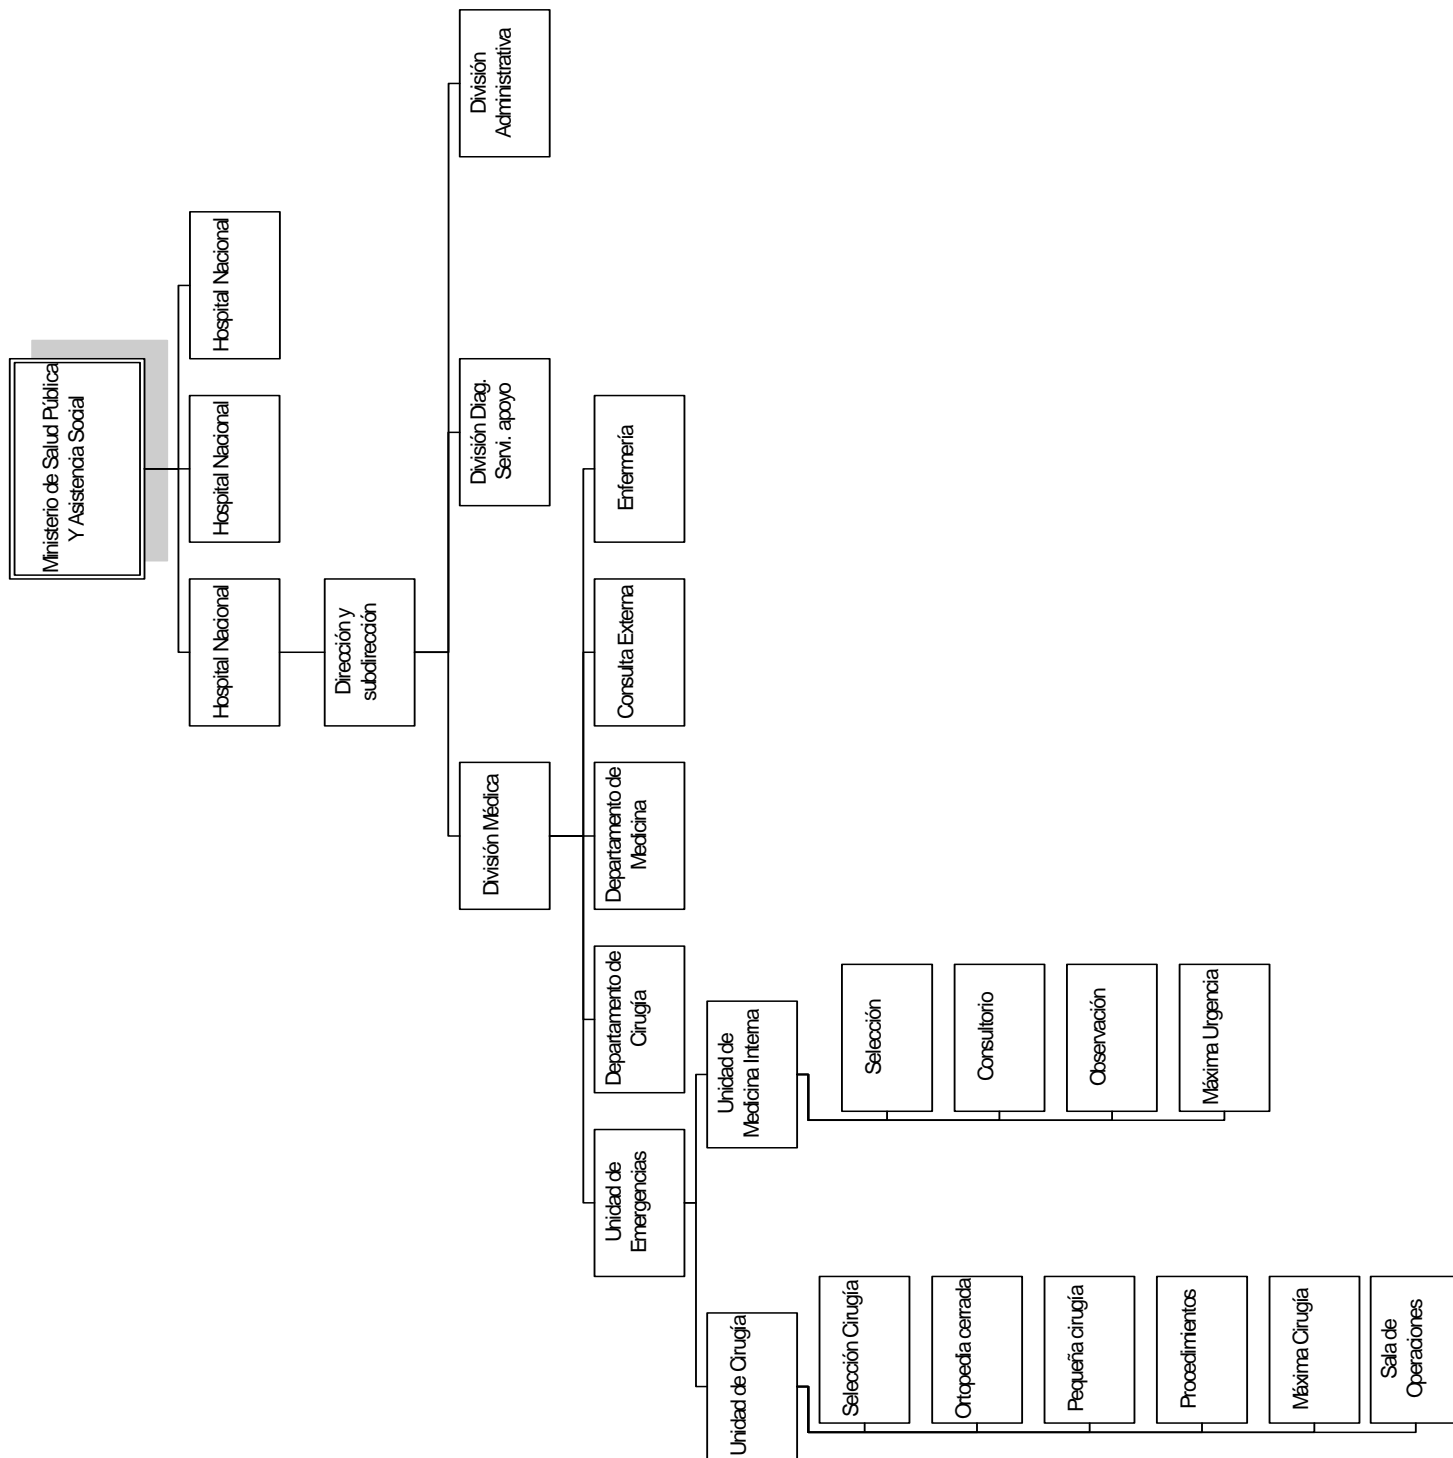 Ministerio de Salud Pública
Y Asistencia Social
Hospital Nacional
Hospital Nacional
Hospital Nacional
Dirección y
subdirección
División Médica
División Diag.
Servi. apoyo
División
Administrativa
Unidad de
Emergencias
Departamento de
Cirugía
Departamento de
Medicina
Consulta Externa
Enfermería
Unidad de Cirugía
Unidad de
Medicina Interna
Selección Cirugía
Ortopedia cerrada
Pequeña cirugía
Procedimientos
Máxima Cirugía
Sala de
Operaciones
Selección
Consultorio
Observación
Máxima Urgencia